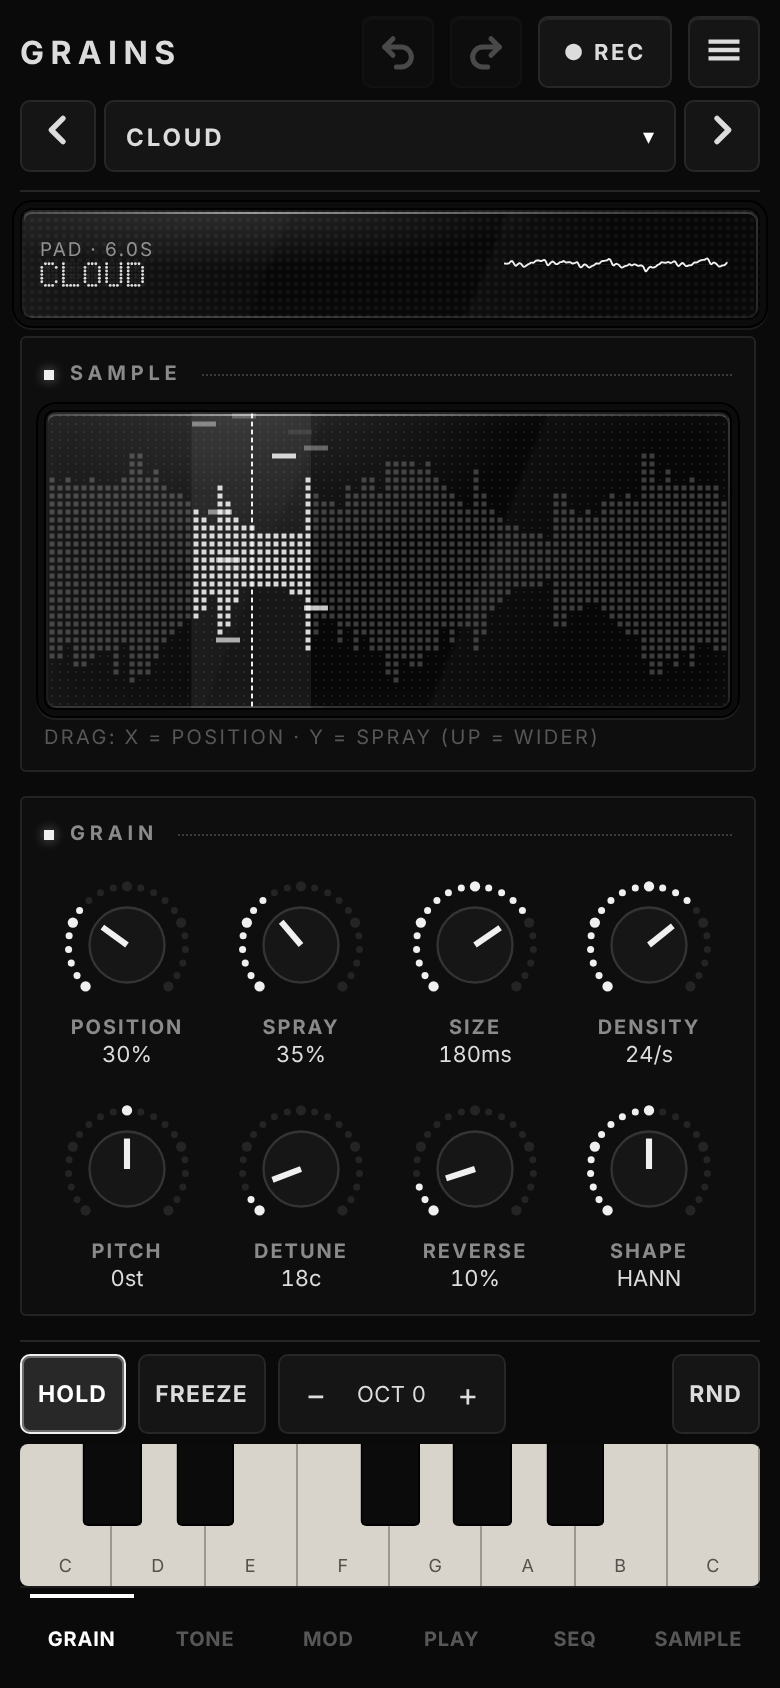 GRAINS
REC
CLOUD
PAD · 6.0S
CLOUD
SAMPLE
DRAG: X = POSITION · Y = SPRAY (UP = WIDER)
GRAIN
POSITION SPRAY SIZE DENSITY
30% 35% 180ms 24/s
PITCH DETUNE REVERSE SHAPE
0st 18c 10% HANN
HOLD FREEZE − OCT 0 + RND
C D E F G A B C
GRAIN TONE MOD PLAY SEQ SAMPLE